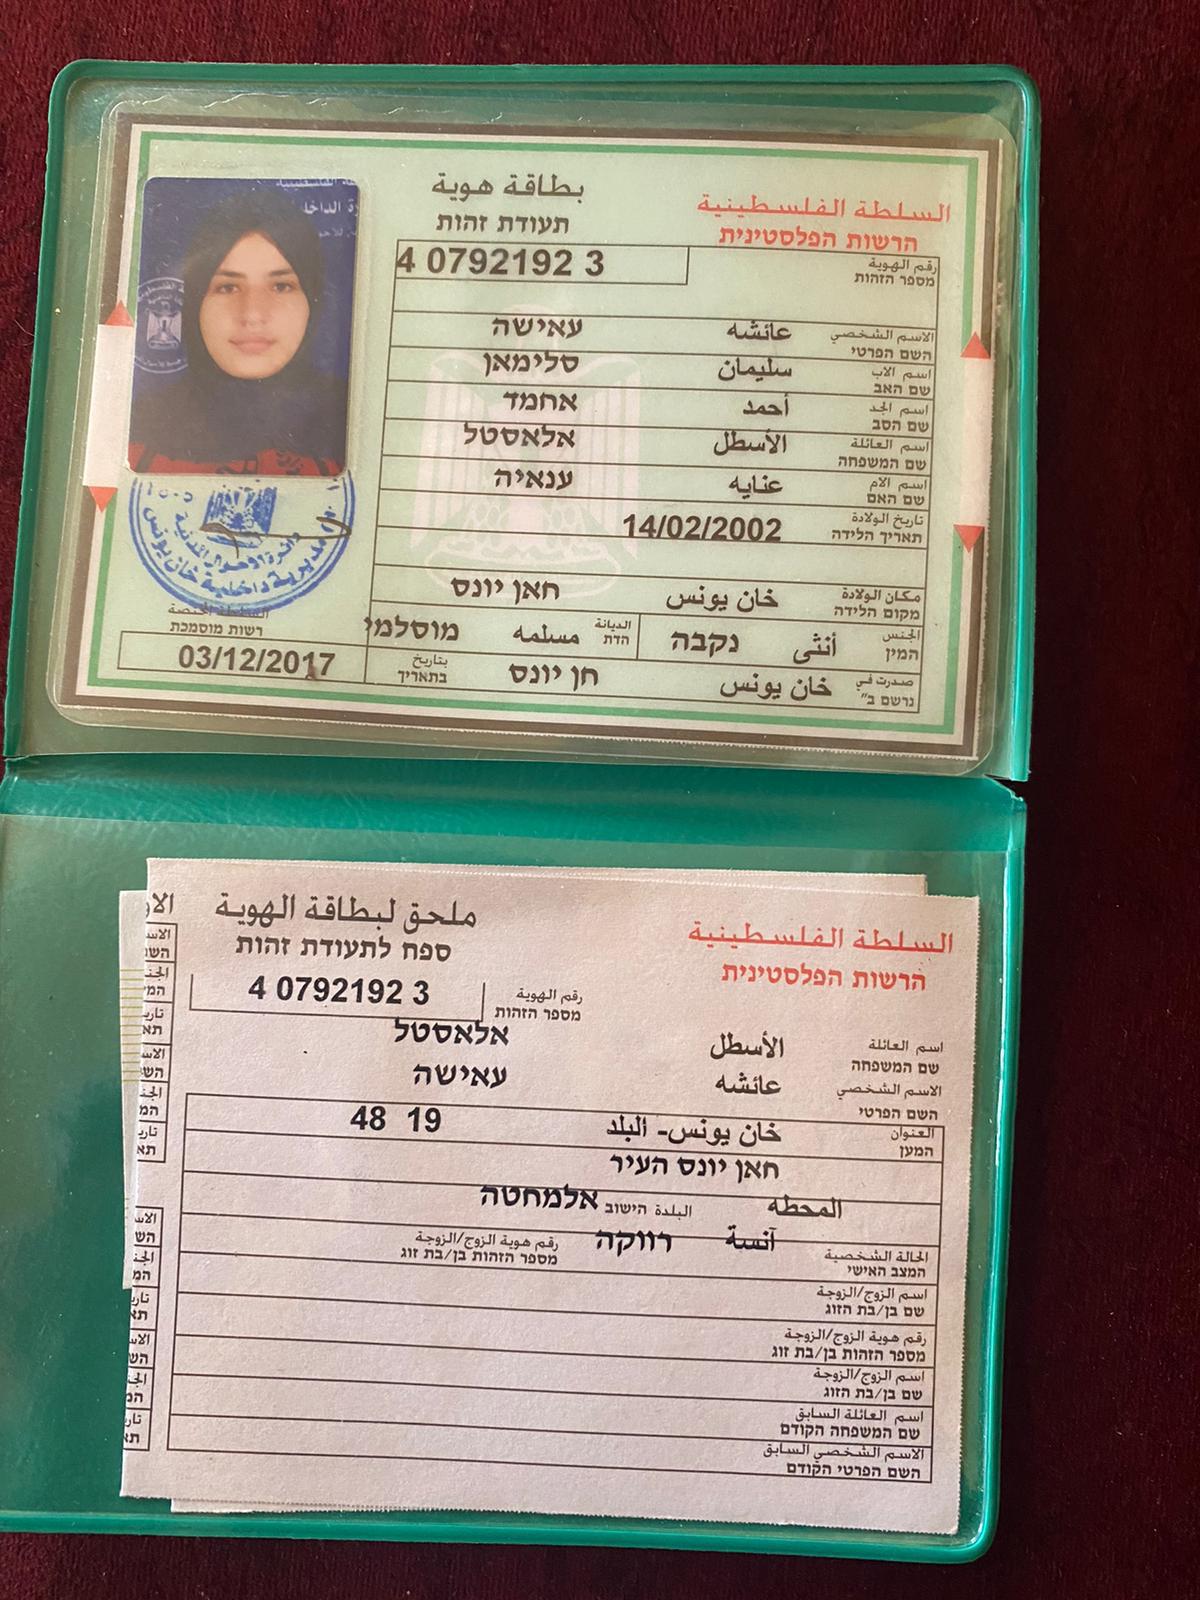 السلطة الفلسطينية
הרשות הפלסטינית
بطاقة هوية
תעודת זהות
رقم الهوية
מספר הזהות
4 0792192 3
الاسم الشخصي
השם הפרטי
عائشه עאישה
اسم الاب
שם האב
سليمان סלימאן
اسم الجد
שם הסב
أحمد אחמד
اسم العائلة
שם המשפחה
الأسطل אלאסטל
اسم الام
שם האם
عنايه ענאיה
تاريخ الولادة
תאריך הלידה
14/02/2002
مكان الولادة
מקום הלידה
خان يونس חאן יונס
الجنس
המין
أنثى נקבה
الديانة
הדת
مسلمه מוסלמי
صدرت في
נרשם ב"
خان يونس חן יונס
بتاريخ
בתאריך
03/12/2017
רשות מוסמכת
مديرية داخلية خان يونس
السلطة الفلسطينية
הרשות הפלסטינית
ملحق لبطاقة الهوية
ספח לתעודת זהות
رقم الهوية
מספר הזהות
4 0792192 3
اسم العائلة
שם המשפחה
الأسطل אלאסטל
الاسم الشخصي
השם הפרטי
عائشه עאישה
العنوان
המען
خان يونس- البلد 19 48
חאן יונס העיר
المحطه البلدة הישוב אלמחטה
الحالة الشخصية
המצב האישי
آنسة רווקה
رقم هوية الزوج/الزوجة
מספר הזהות בן/בת זוג
اسم الزوج/الزوجة
שם בן/בת הזוג
رقم هوية الزوج/الزوجة
מספר הזהות בן/בת זוג
اسم الزوج/الزوجة
שם בן/בת הזוג
اسم العائلة السابق
שם המשפחה הקודם
الاسم الشخصي السابق
השם הפרטי הקודם